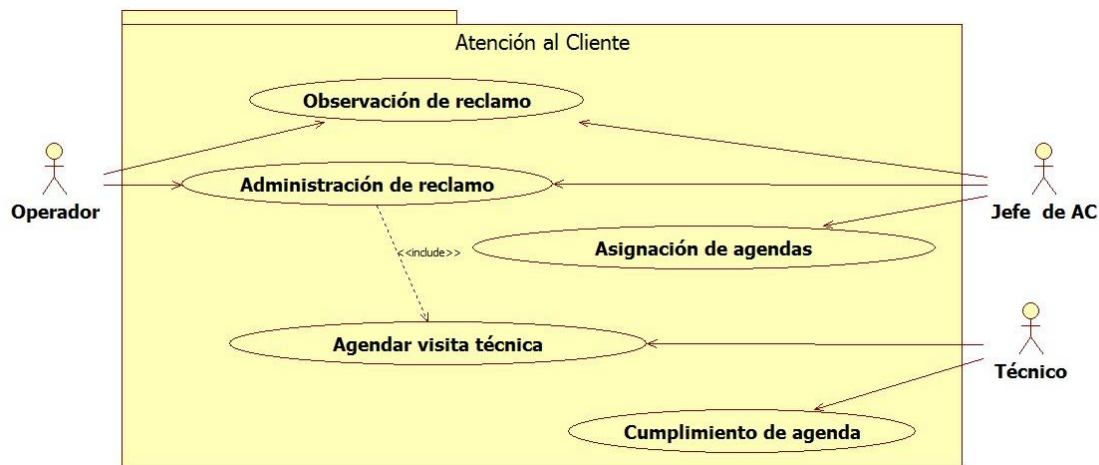 Atención al Cliente
Observación de reclamo
Administración de reclamo
Operador
Jefe de AC
Asignación de agendas
<<include>>
Agendar visita técnica
Técnico
Cumplimiento de agenda